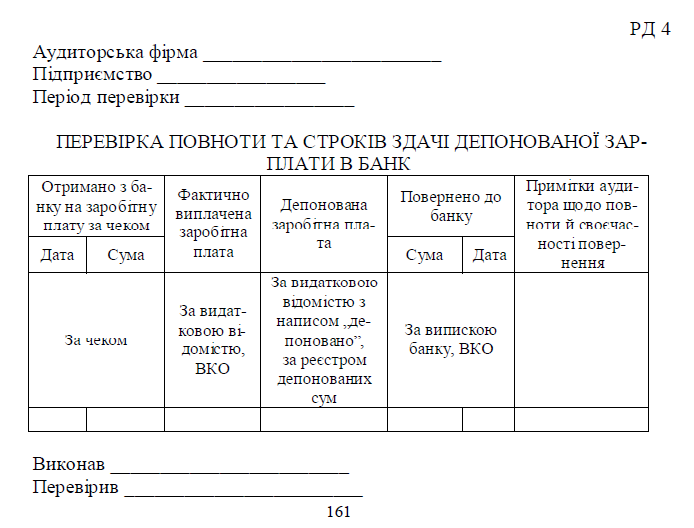 РД 4
Аудиторська фірма ________________________
Підприємство _________________
Період перевірки _________________
ПЕРЕВІРКА ПОВНОТИ ТА СТРОКІВ ЗДАЧІ ДЕПОНОВАНОЇ ЗАР-
ПЛАТИ В БАНК
Отримано з ба-
нку на заробітну
плату за чеком
Фактично
виплачена
заробітна
плата
Депонована
заробітна пла-
та
Повернено до
банку
Примітки ауди-
тора щодо пов-
ноти й своєчас-
ності повер-
нення
Дата
Сума
Сума
Дата
За чеком
За видат-
ковою ві-
домістю,
ВКО
За видатковою
відомістю з
написом „де-
поновано”,
за реєстром
депонованих
сум
За випискою
банку, ВКО
Виконав ________________________
Перевірив ________________________
161